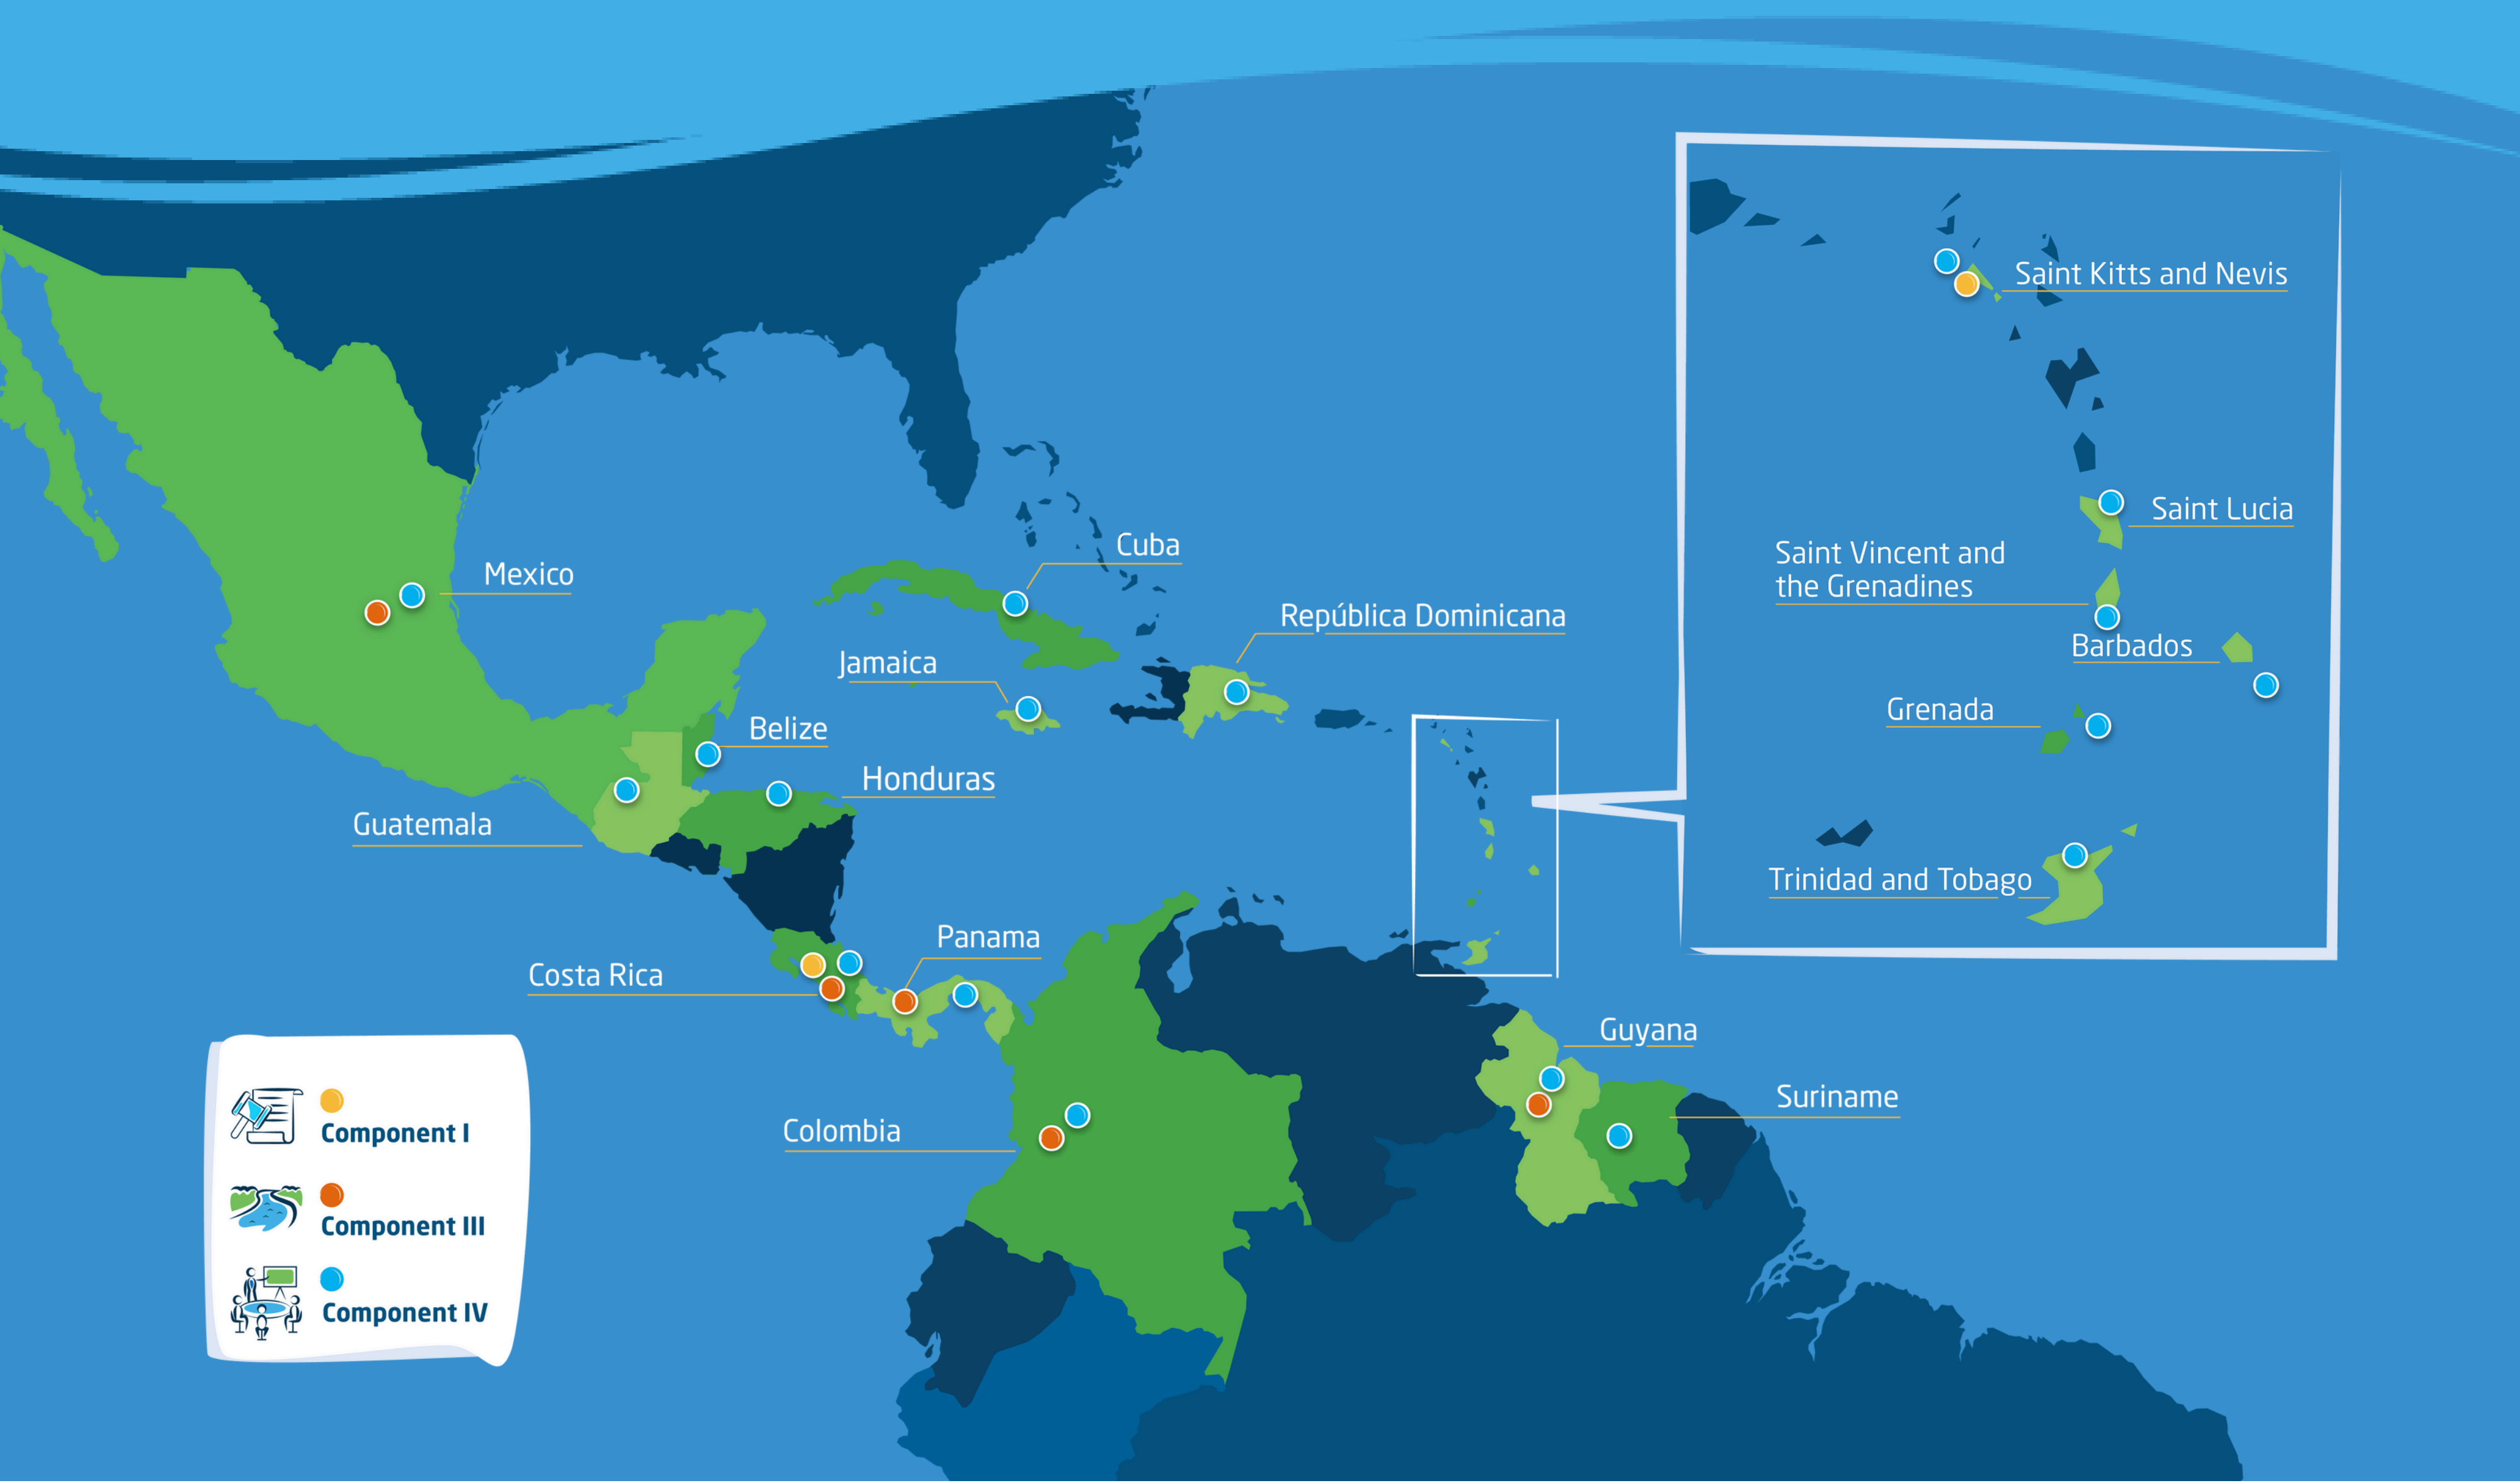 Saint Kitts and Nevis
Saint Lucia
Cuba
Saint Vincent and
the Grenadines
Mexico
República Dominicana
Barbados
Jamaica
Grenada
Belize
Honduras
Guatemala
Trinidad and Tobago
Panama
Costa Rica
Guyana
Suriname
Colombia
Component I
Component III
Component IV